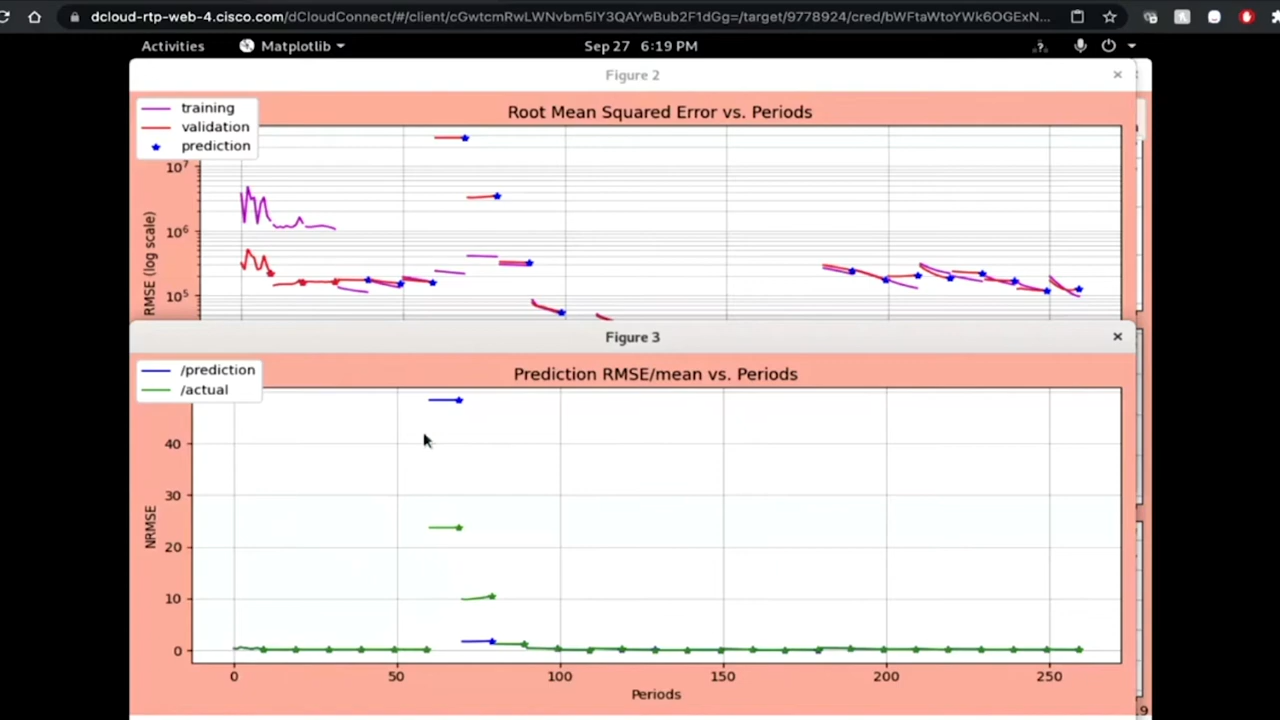 dcloud-rtp-web-4.cisco.com/dCloudConnect/#/client/cGwtcmRwLWNvbm5lY3QAYwBub2F1dGg=/target/9778924/cred/bWFtaWtoYWk6OGExN...
Activities Matplotlib Sep 27 6:19 PM
Figure 2
training
validation
prediction
Root Mean Squared Error vs. Periods
10⁷
10⁶
10⁵
RMSE (log scale)
Figure 3
/prediction
/actual
Prediction RMSE/mean vs. Periods
40
30
20
10
0
NRMSE
0 50 100 150 200 250
Periods